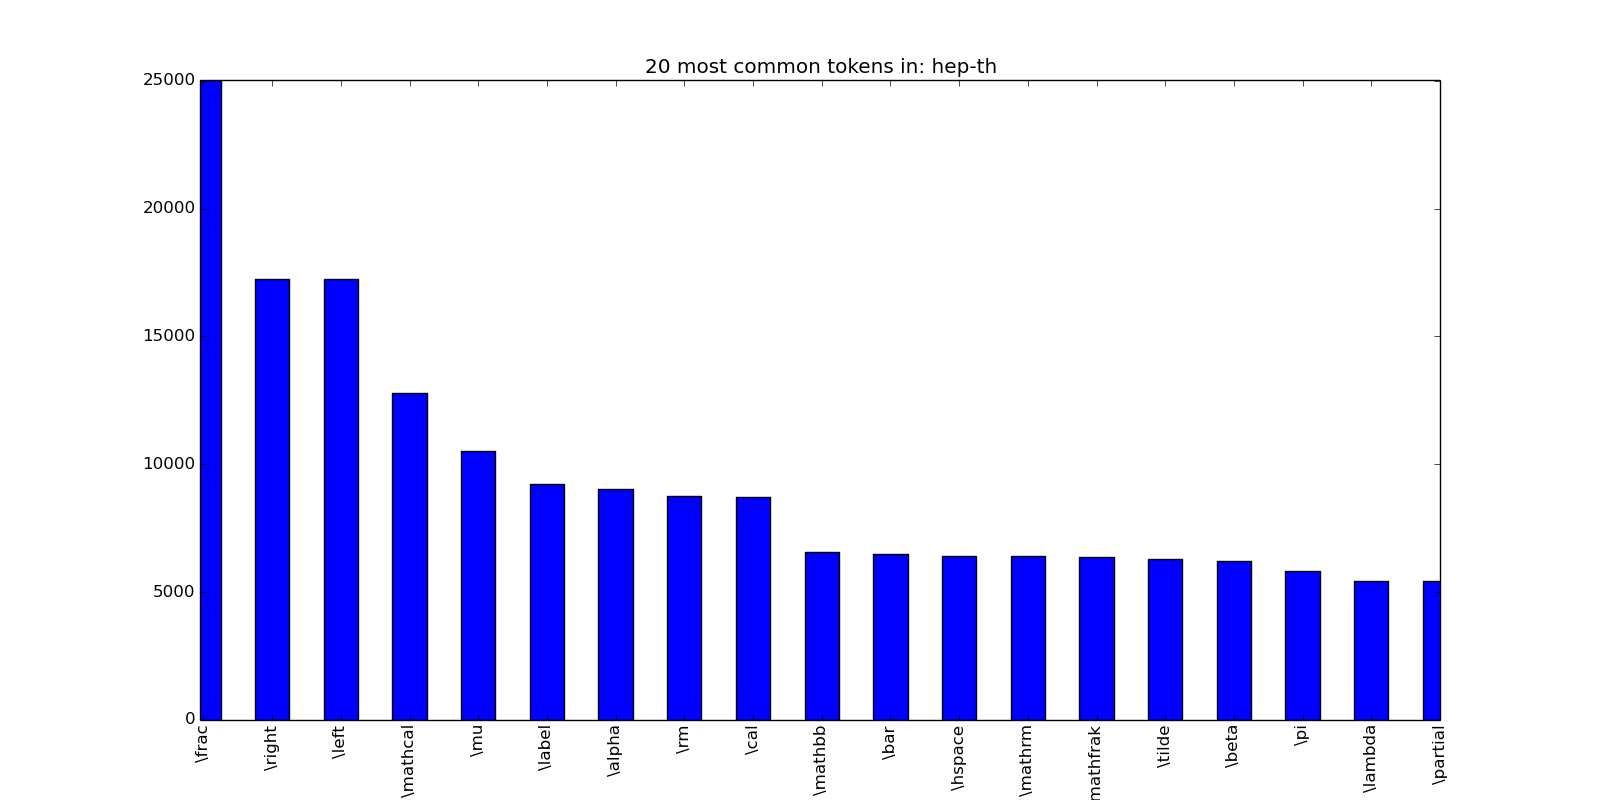 20 most common tokens in: hep-th
25000
20000
15000
10000
5000
0
\frac
\right
\left
\mathcal
\mu
\label
\alpha
\rm
\cal
\mathbb
\bar
\hspace
\mathrm
mathfrak
\tilde
\beta
\pi
\lambda
\partial